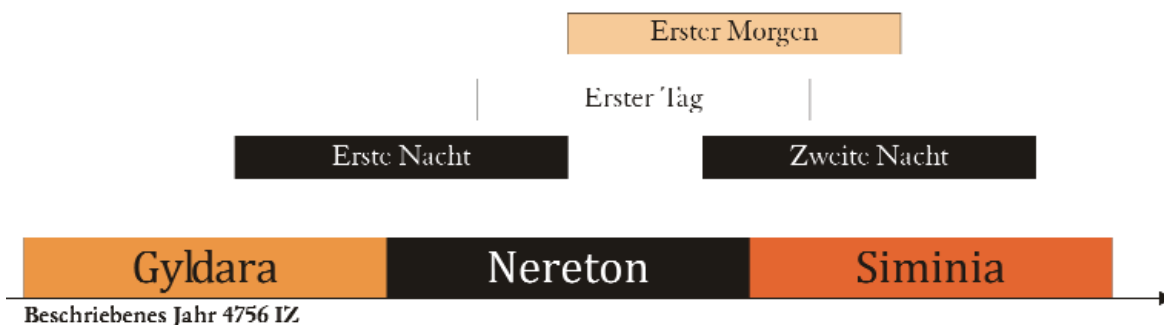 Erster Morgen
Erster Tag
Erste Nacht
Zweite Nacht
Gyldara
Nereton
Siminia
Beschriebenes Jahr 4756 IZ